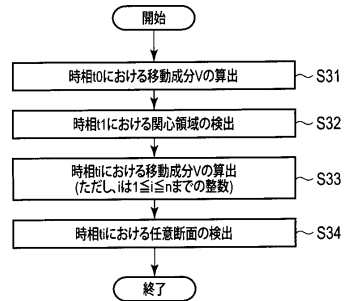 開始
時相t0における移動成分Vの算出
S31
時相t1における関心領域の検出
S32
時相tiにおける移動成分Vの算出
(ただし、iは1≦i≦nまでの整数)
S33
時相tiにおける任意断面の検出
S34
終了